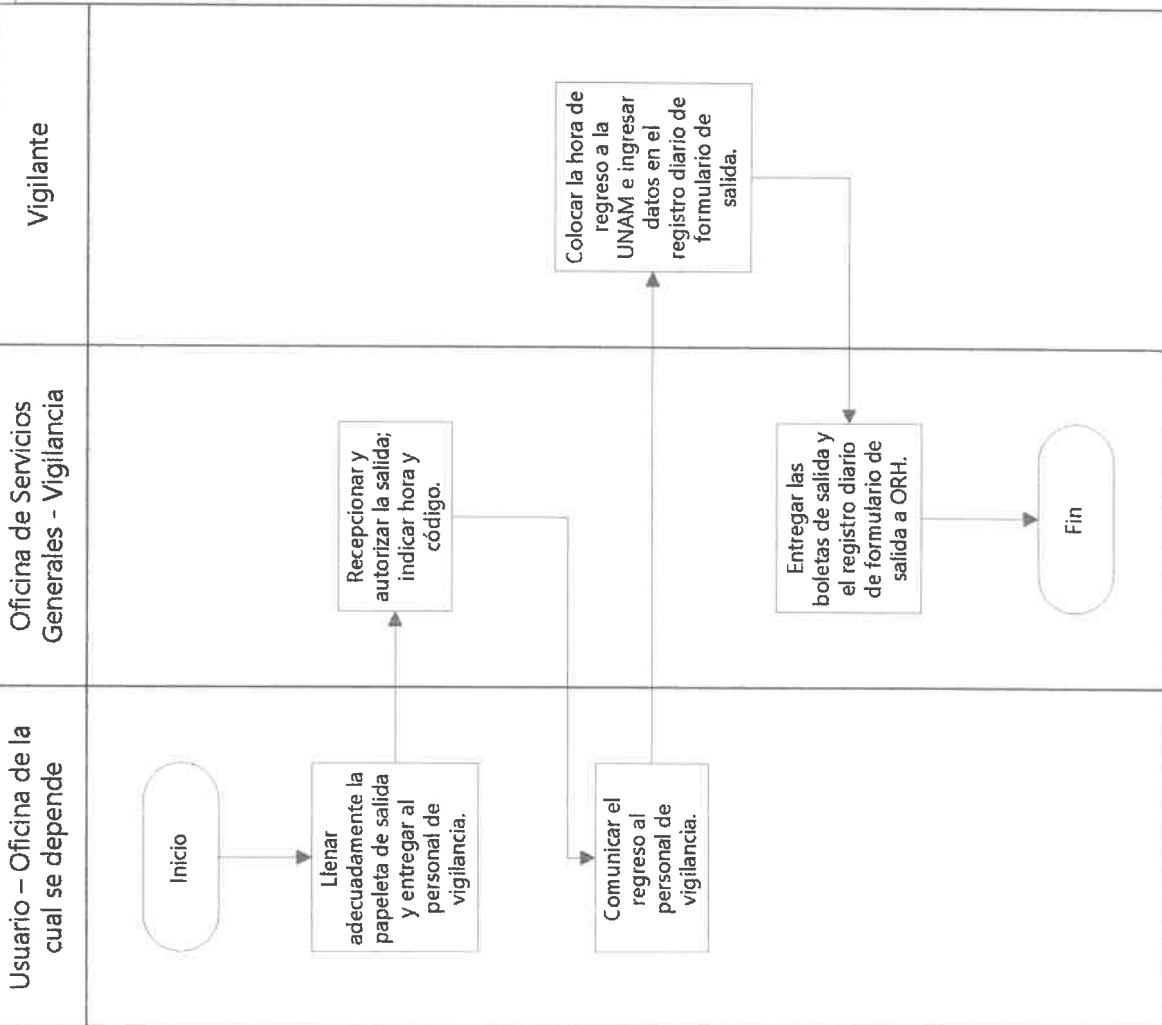 Usuario – Oficina de la
cual se depende
Oficina de Servicios
Generales - Vigilancia
Vigilante
Inicio
Llenar
adecuadamente la
papeleta de salida
y entregar al
personal de
vigilancia.
Recepcionar y
autorizar la salida;
indicar hora y
código.
Comunicar el
regreso al
personal de
vigilancia.
Colocar la hora de
regreso a la
UNAM e ingresar
datos en el
registro diario de
formulario de
salida.
Entregar las
boletas de salida y
el registro diario
de formulario de
salida a ORH.
Fin